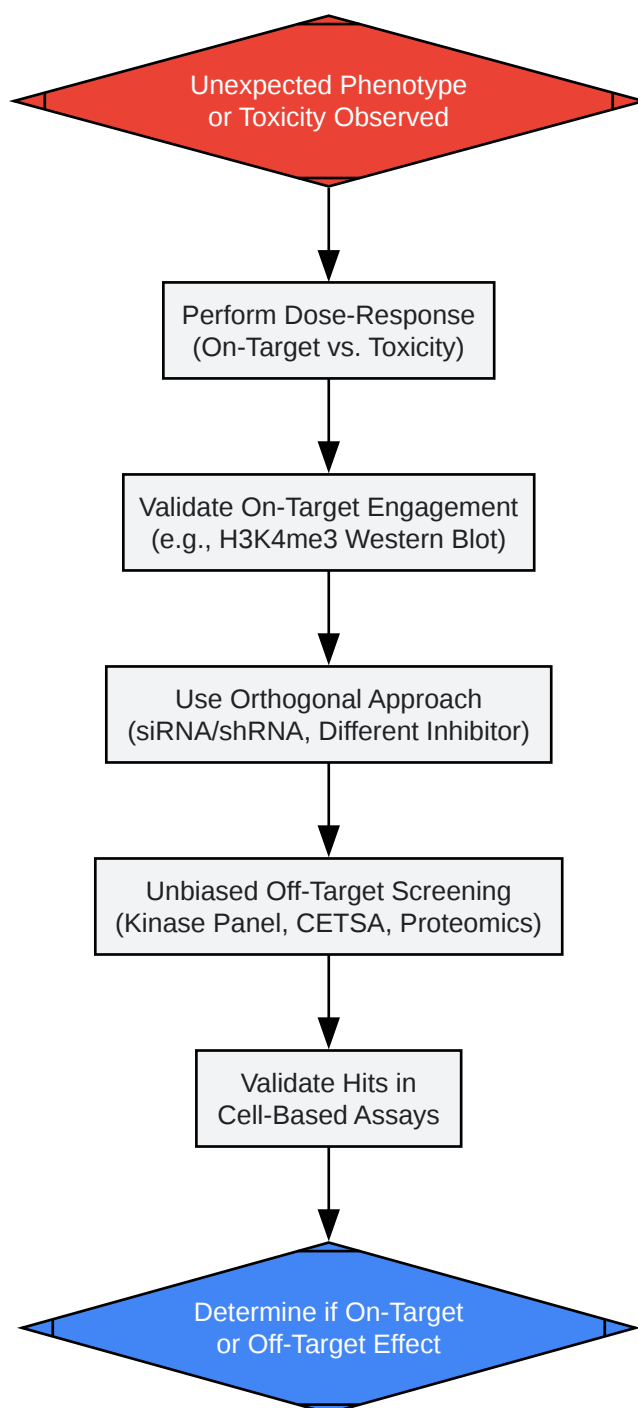 Unexpected Phenotype
or Toxicity Observed
Perform Dose-Response
(On-Target vs. Toxicity)
Validate On-Target Engagement
(e.g., H3K4me3 Western Blot)
Use Orthogonal Approach
(siRNA/shRNA, Different Inhibitor)
Unbiased Off-Target Screening
(Kinase Panel, CETSA, Proteomics)
Validate Hits in
Cell-Based Assays
Determine if On-Target
or Off-Target Effect